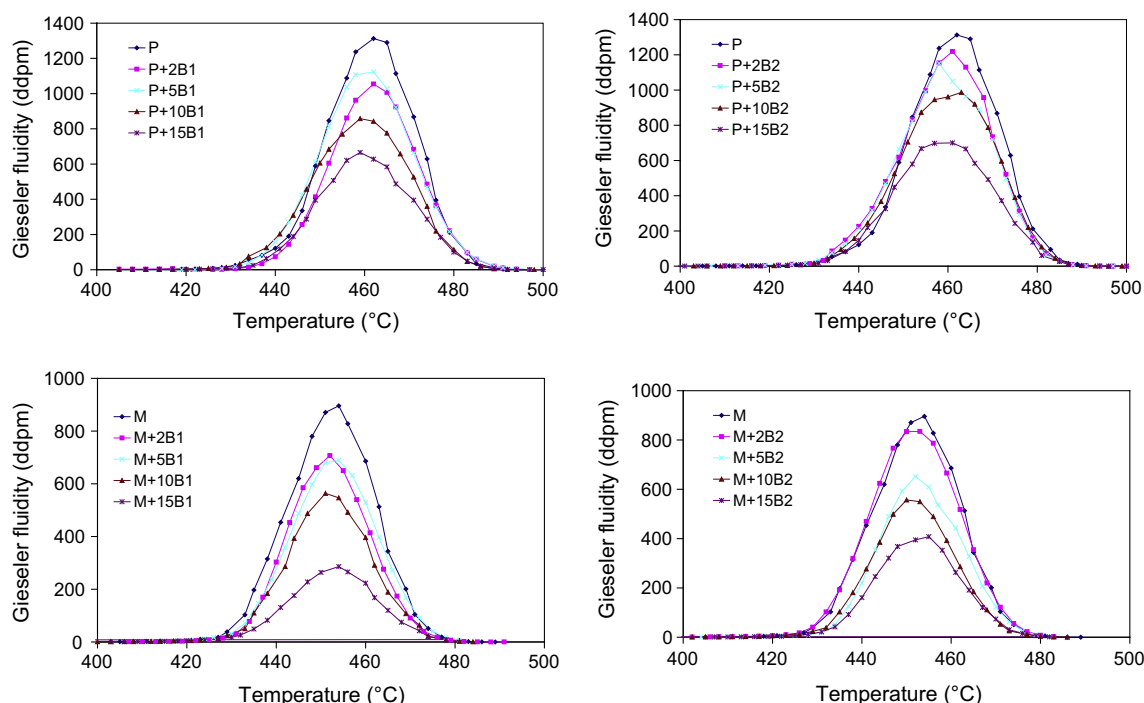 Gieseler fluidity (ddpm)
1400
1200
1000
800
600
400
200
0
P
P+2B1
P+5B1
P+10B1
P+15B1
400 420 440 460 480 500
Temperature (°C)
Gieseler fluidity (ddpm)
1400
1200
1000
800
600
400
200
0
P
P+2B2
P+5B2
P+10B2
P+15B2
400 420 440 460 480 500
Temperature (°C)
Gieseler fluidity (ddpm)
1000
800
600
400
200
0
M
M+2B1
M+5B1
M+10B1
M+15B1
400 420 440 460 480 500
Temperature (°C)
Gieseler fluidity (ddpm)
1000
800
600
400
200
0
M
M+2B2
M+5B2
M+10B2
M+15B2
400 420 440 460 480 500
Temperature (°C)